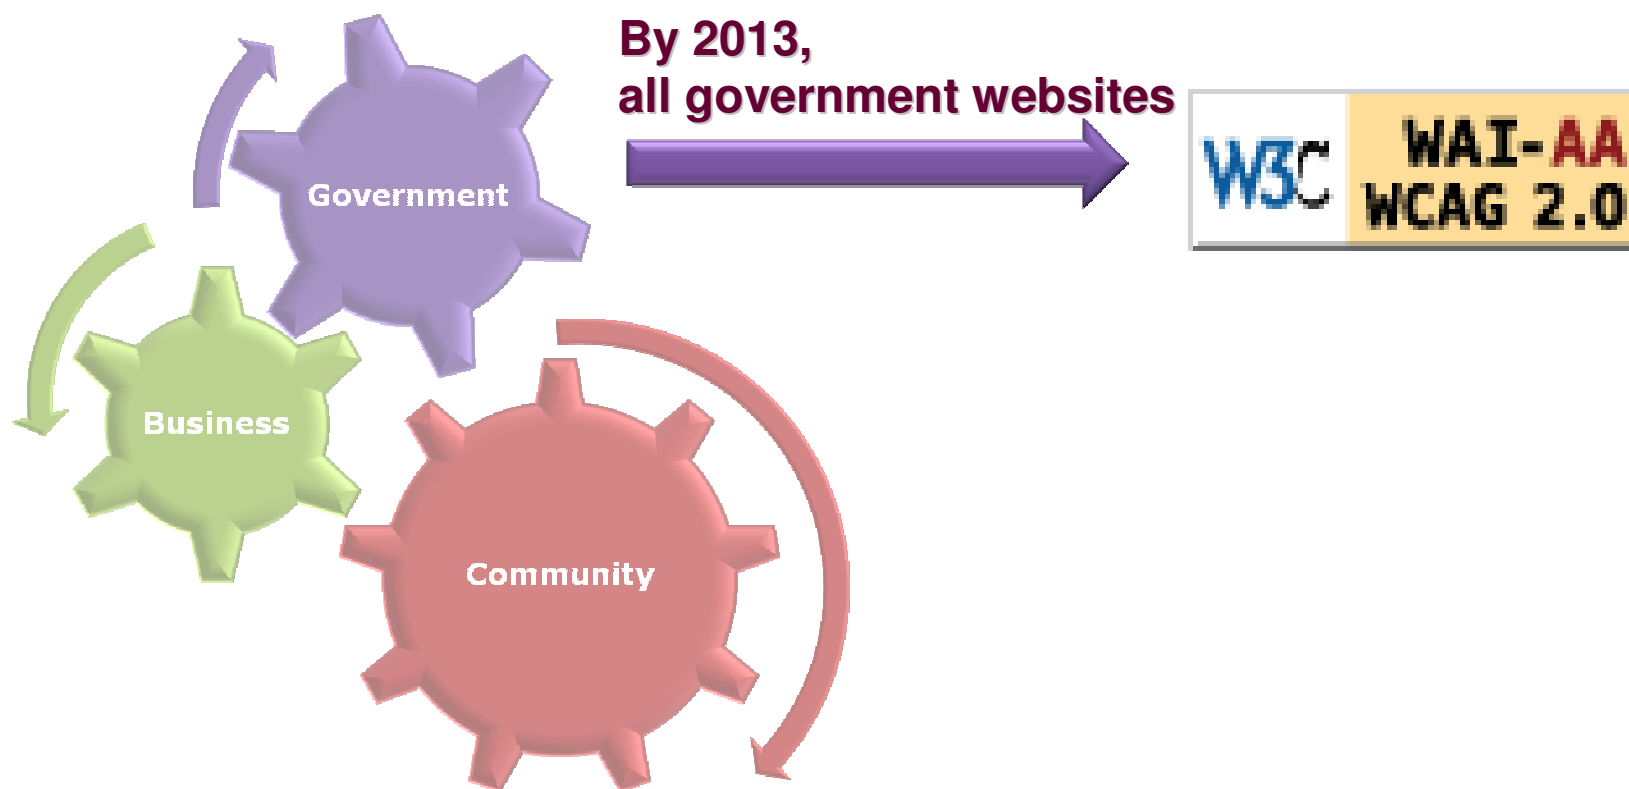 By 2013,
all government websites
W3C
WAI-AA
WCAG 2.0
Government
Business
Community